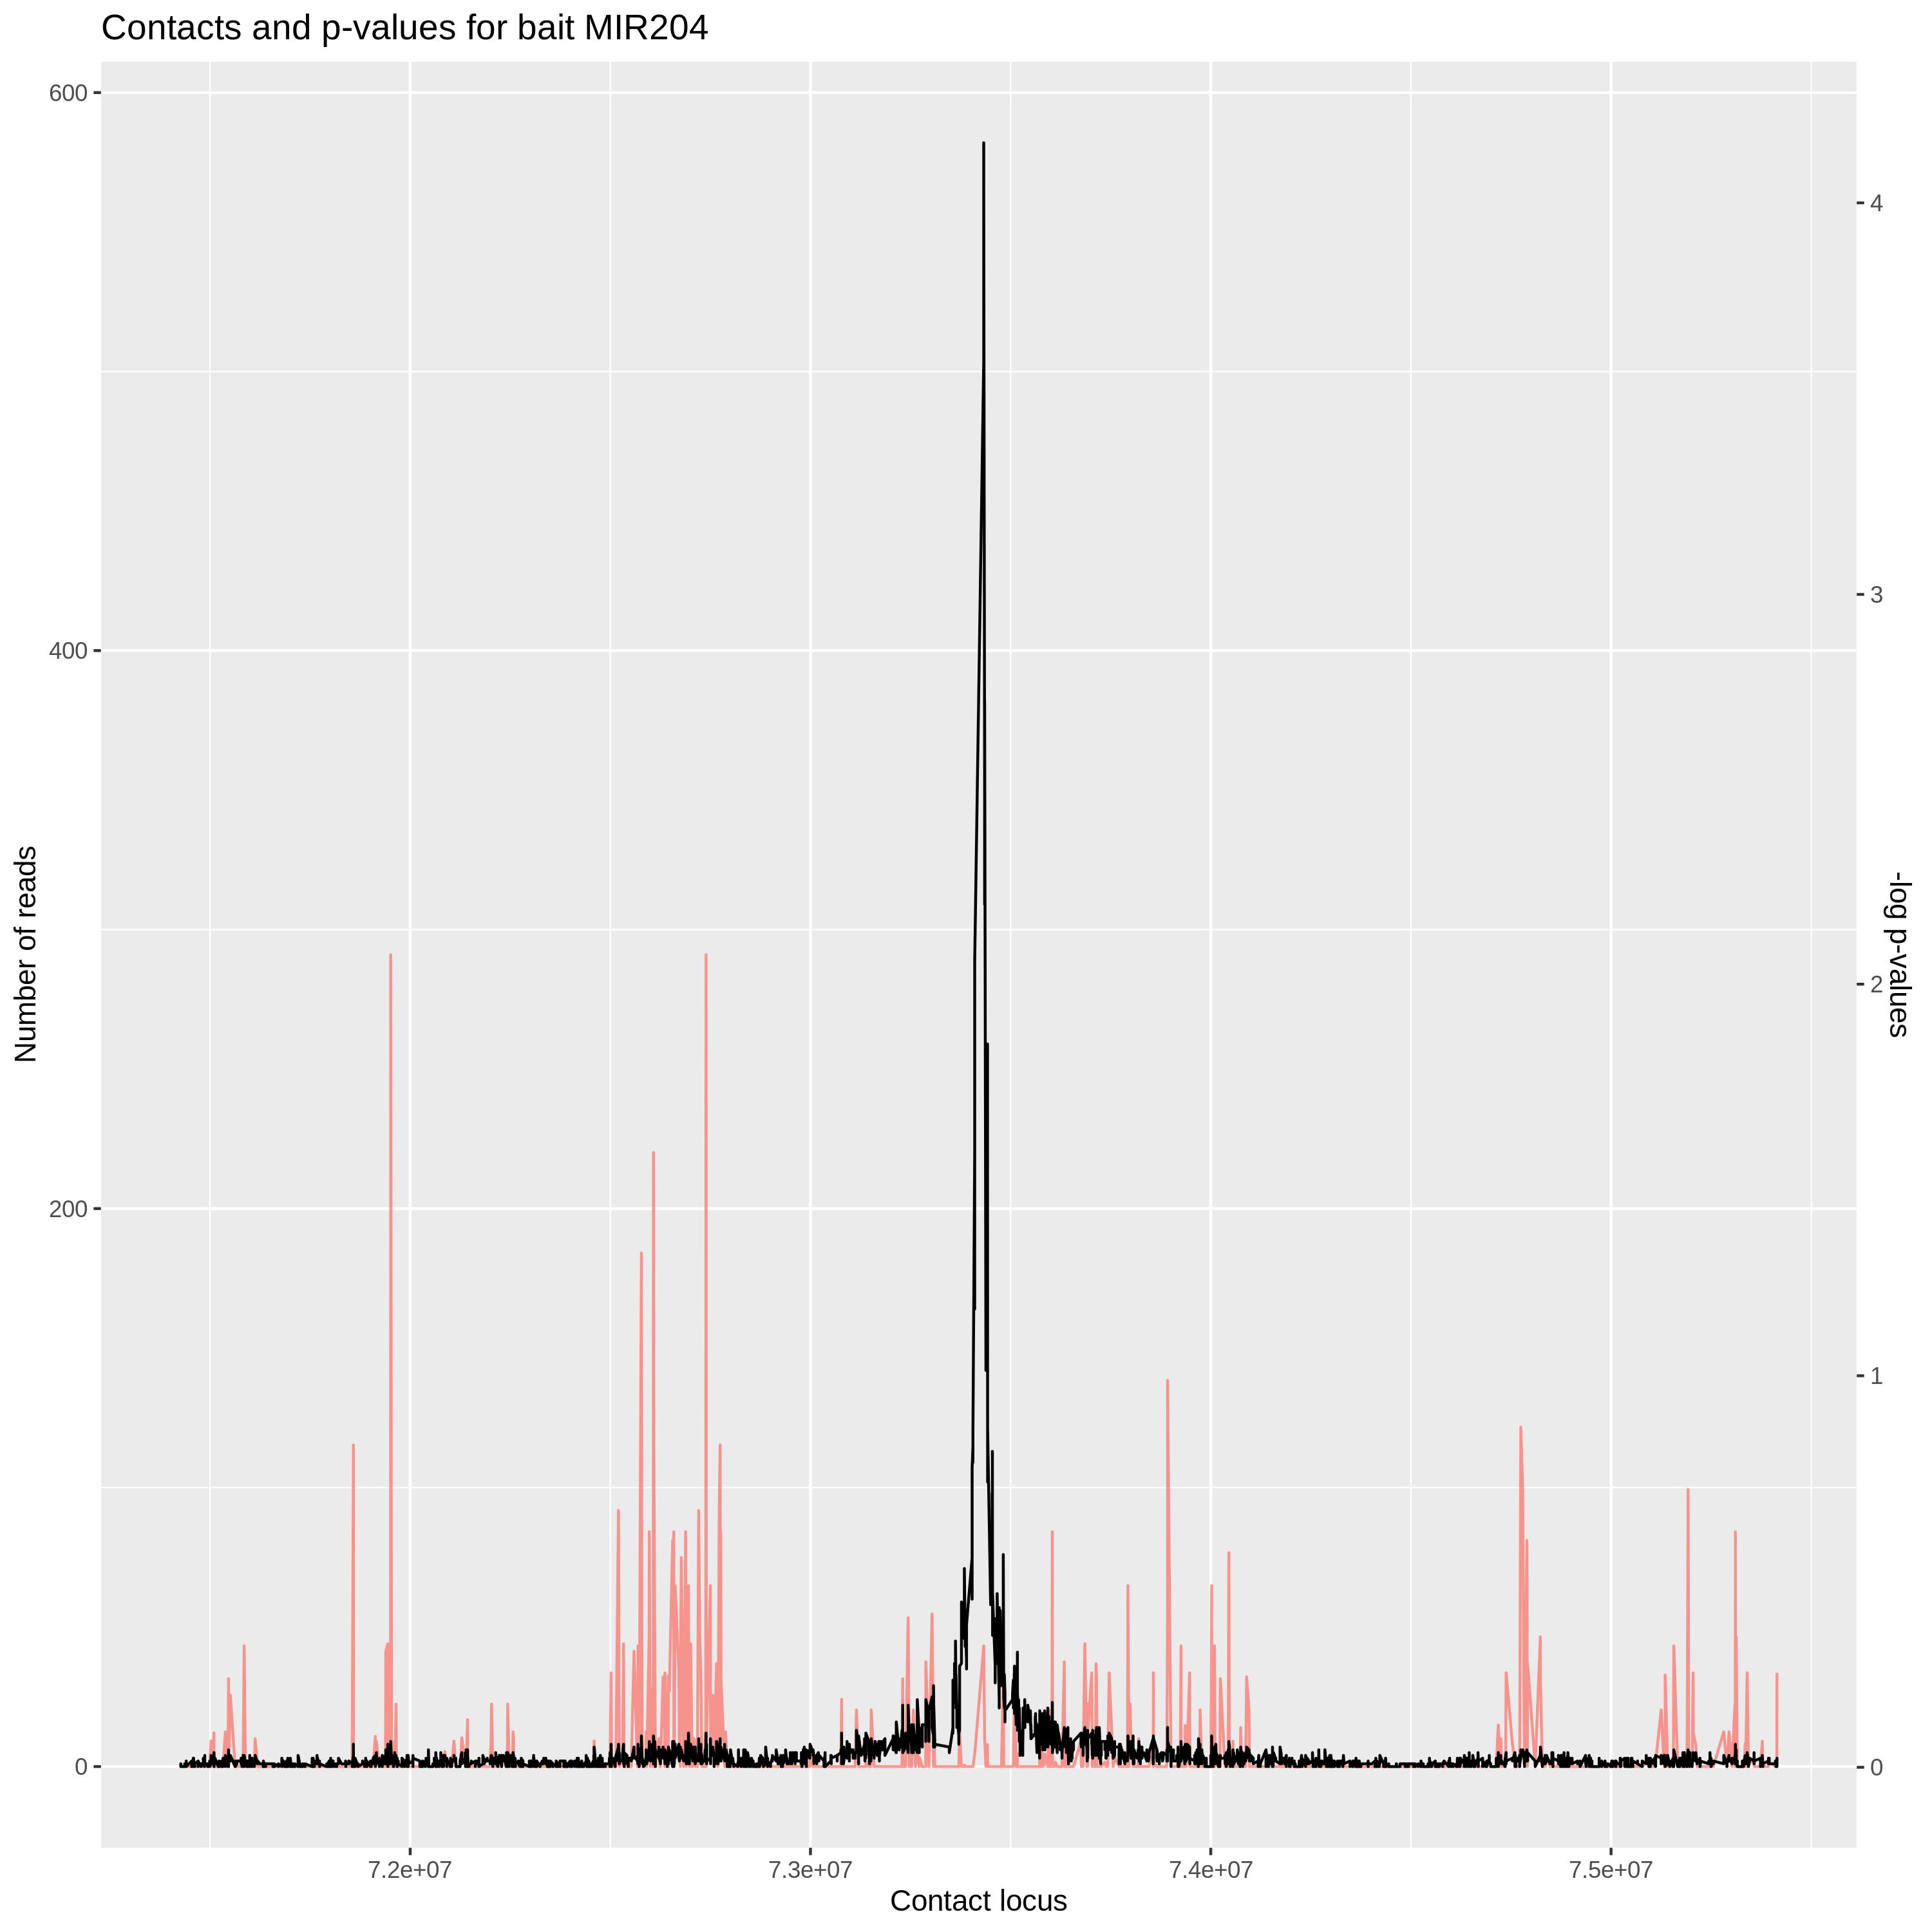 Contacts and p-values for bait MIR204
600
400
200
0
Number of reads
4
3
2
1
0
-log p-values
7.2e+07
7.3e+07
7.4e+07
7.5e+07
Contact locus